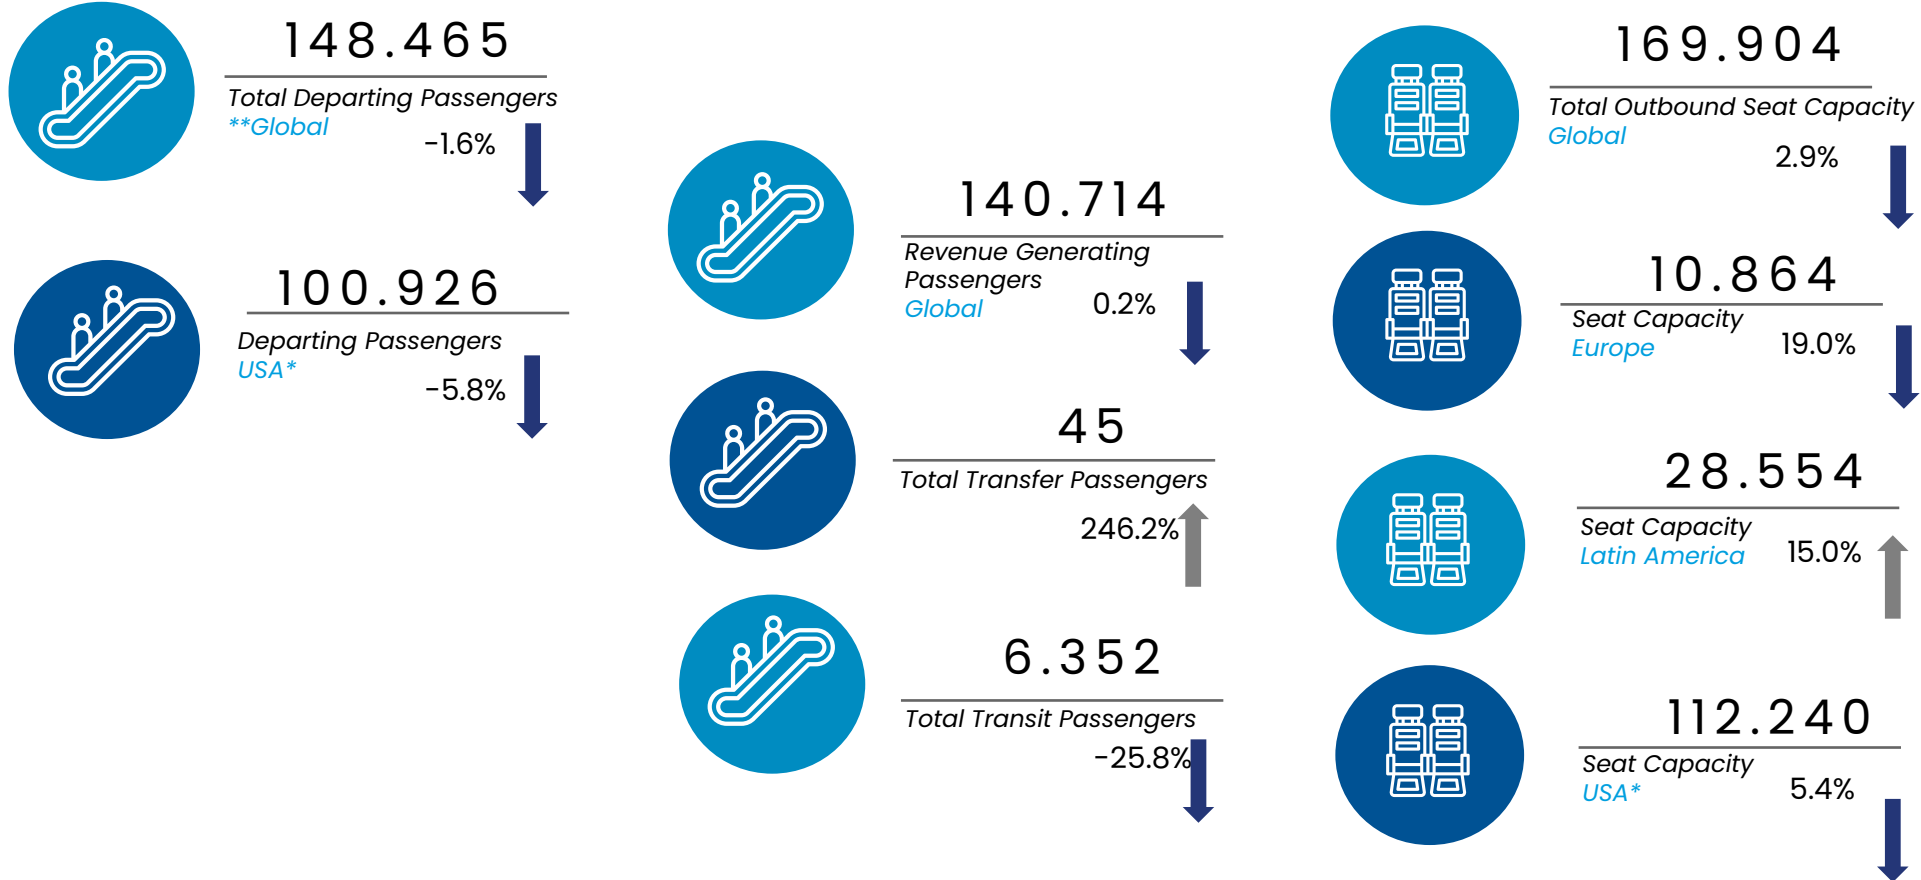 148.465
Total Departing Passengers
**Global
-1.6%
100.926
Departing Passengers
USA*
-5.8%
140.714
Revenue Generating
Passengers
Global
0.2%
45
Total Transfer Passengers
246.2%
6.352
Total Transit Passengers
-25.8%
169.904
Total Outbound Seat Capacity
Global
2.9%
10.864
Seat Capacity
Europe
19.0%
28.554
Seat Capacity
Latin America
15.0%
112.240
Seat Capacity
USA*
5.4%